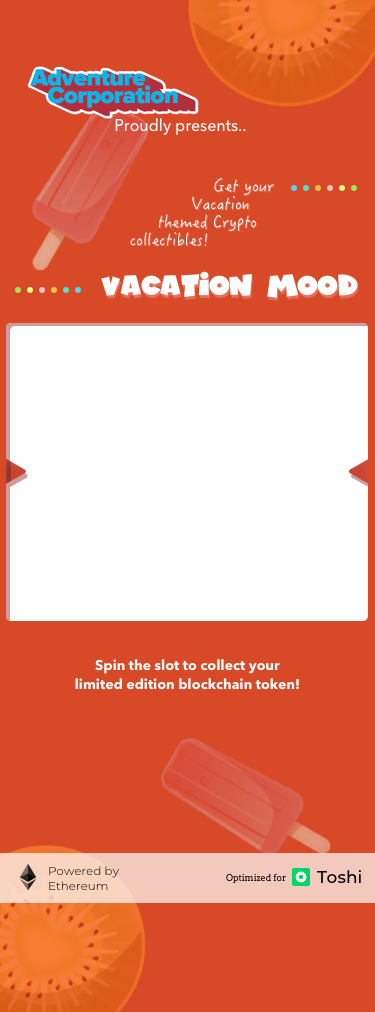 Adventure
Corporation
Proudly presents..
Get your
Vacation
themed Crypto
collectibles!
VACATiON MOOD
Spin the slot to collect your
limited edition blockchain token!
Powered by
Ethereum
Optimized for Toshi